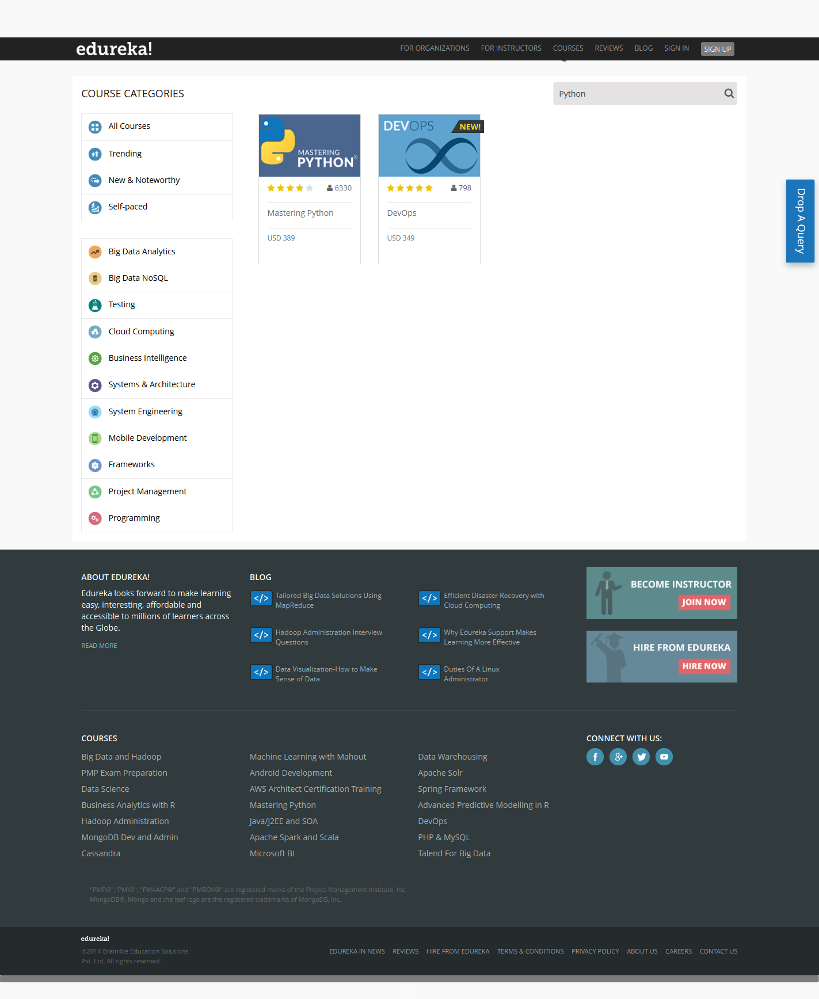 edureka!
FOR ORGANIZATIONS FOR INSTRUCTORS COURSES REVIEWS BLOG SIGN IN SIGN UP
COURSE CATEGORIES
Python
All Courses
Trending
New & Noteworthy
Self-paced
Big Data Analytics
Big Data NoSQL
Testing
Cloud Computing
Business Intelligence
Systems & Architecture
System Engineering
Mobile Development
Frameworks
Project Management
Programming
MASTERING
PYTHON®
6330
Mastering Python
USD 389
DEVOPS
NEW!
798
DevOps
USD 349
Drop A Query
ABOUT EDUREKA!
Edureka looks forward to make learning
easy, interesting, affordable and
accessible to millions of learners across
the Globe.
READ MORE
BLOG
</> Tailored Big Data Solutions Using
MapReduce
</> Efficient Disaster Recovery with
Cloud Computing
</> Hadoop Administration Interview
Questions
</> Why Edureka Support Makes
Learning More Effective
</> Data Visualization-How to Make
Sense of Data
</> Duties Of A Linux
Administrator
BECOME INSTRUCTOR
JOIN NOW
HIRE FROM EDUREKA
HIRE NOW
COURSES
Big Data and Hadoop
PMP Exam Preparation
Data Science
Business Analytics with R
Hadoop Administration
MongoDB Dev and Admin
Cassandra
Machine Learning with Mahout
Android Development
AWS Architect Certification Training
Mastering Python
Java/J2EE and SOA
Apache Spark and Scala
Microsoft BI
Data Warehousing
Apache Solr
Spring Framework
Advanced Predictive Modelling in R
DevOps
PHP & MySQL
Talend For Big Data
CONNECT WITH US:
"PMP®","PMI®", "PMI-ACP®" and "PMBOK®" are registered marks of the Project Management Institute, Inc.
MongoDB®, Mongo and the leaf logo are the registered trademarks of MongoDB, Inc.
edureka!
©2014 Brain4ce Education Solutions
Pvt. Ltd. All rights reserved.
EDUREKA IN NEWS REVIEWS HIRE FROM EDUREKA TERMS & CONDITIONS PRIVACY POLICY ABOUT US CAREERS CONTACT US